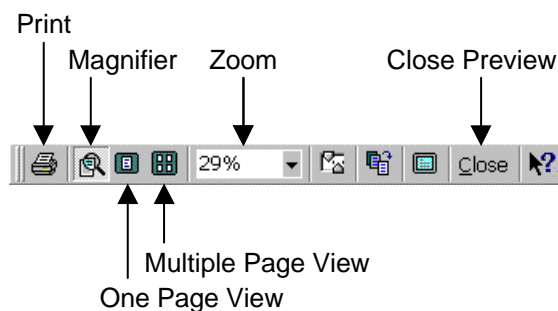 Print
Magnifier Zoom Close Preview
29% Close ?
Multiple Page View
One Page View